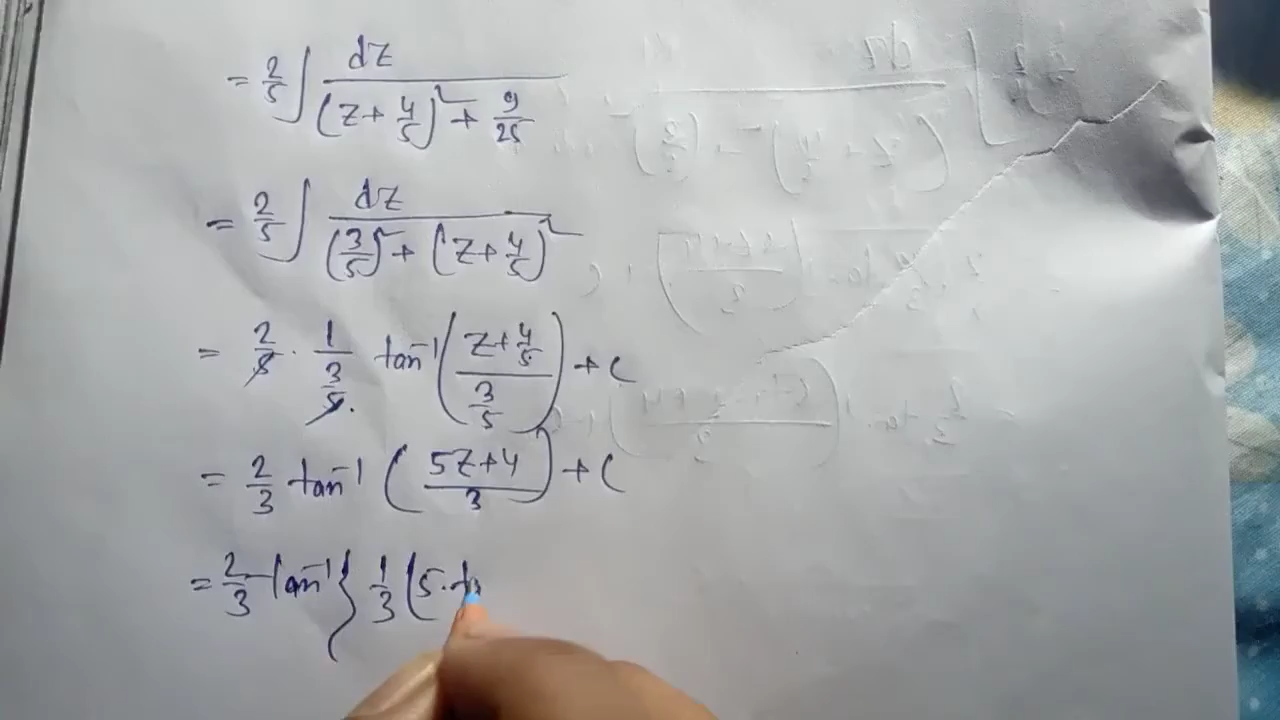 = 2/5 ∫ dz / (z + 4/5)² + 9/25
= 2/5 ∫ dz / (3/5)² + (z + 4/5)²
= 2/5 · 1 / (3/5) tan⁻¹ ( (z + 4/5) / (3/5) ) + c
= 2/3 tan⁻¹ ( (5z + 4) / 3 ) + c
= 2/3 tan⁻¹ { 1/3 ( 5 ·